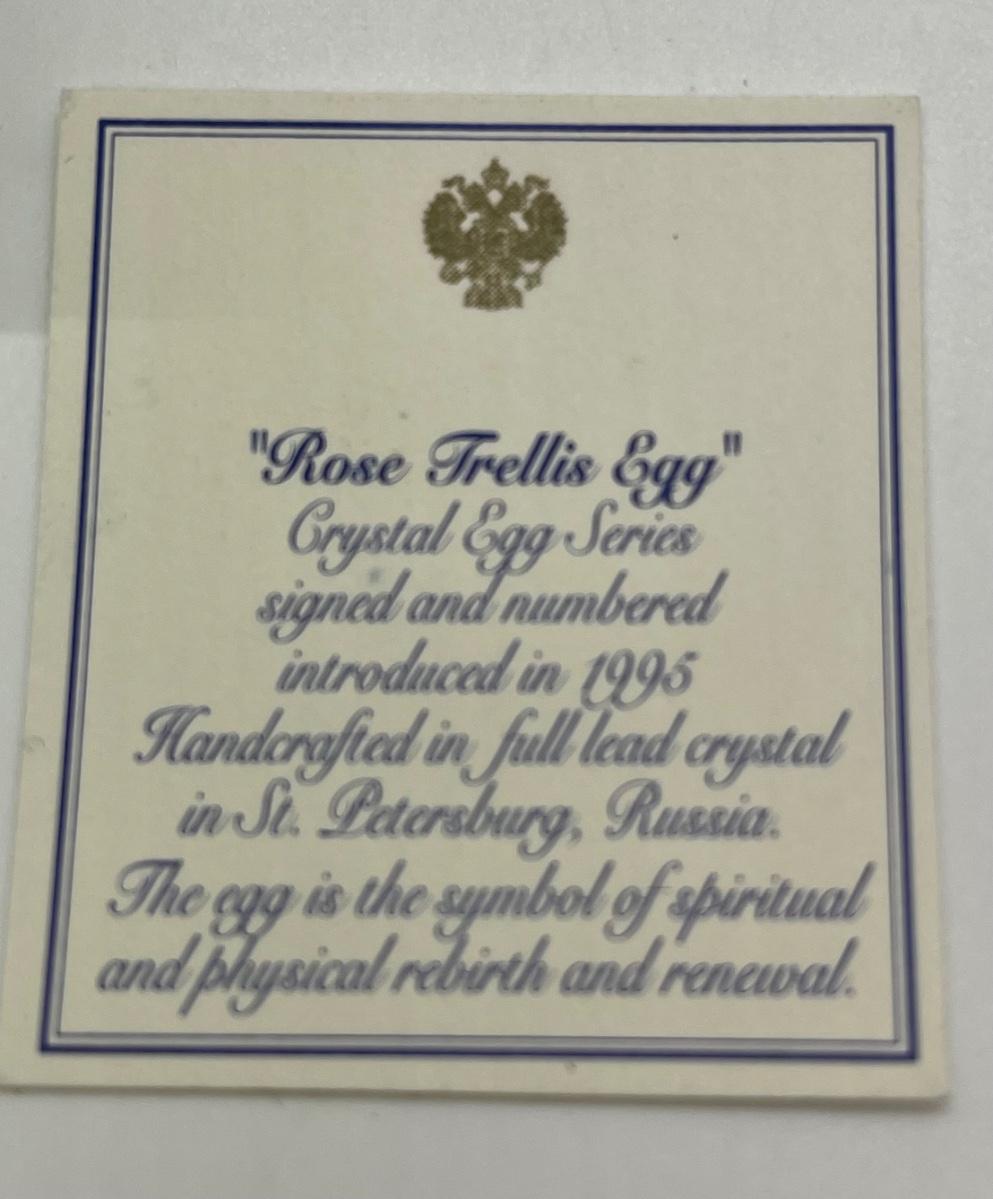 "Rose Trellis Egg"
Crystal Egg Series
signed and numbered
introduced in 1995
Handcrafted in full lead crystal
in St. Petersburg, Russia.
The egg is the symbol of spiritual
and physical rebirth and renewal.